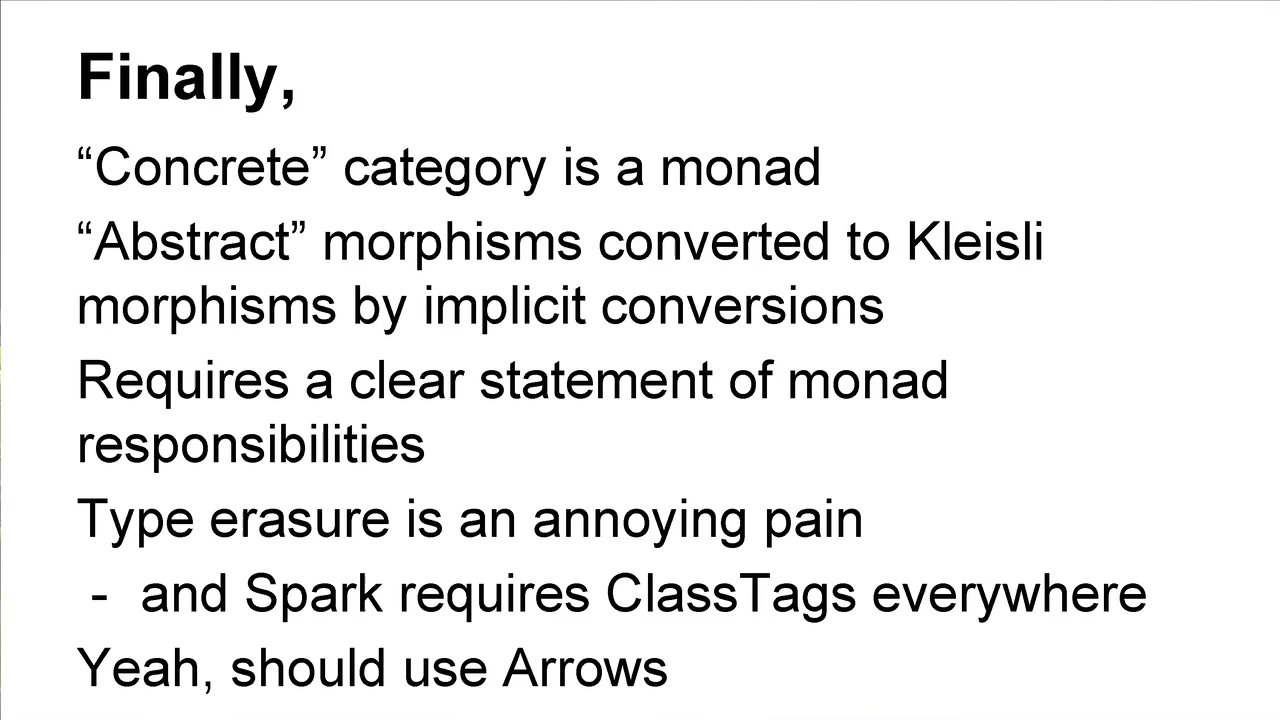 Finally,
“Concrete” category is a monad
“Abstract” morphisms converted to Kleisli
morphisms by implicit conversions
Requires a clear statement of monad
responsibilities
Type erasure is an annoying pain
- and Spark requires ClassTags everywhere
Yeah, should use Arrows